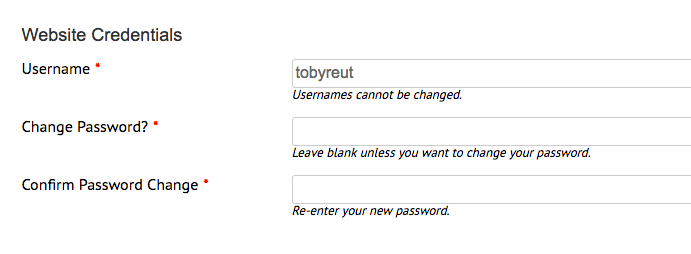 Website Credentials
Username *
tobyreut
Usernames cannot be changed.
Change Password? *
Leave blank unless you want to change your password.
Confirm Password Change *
Re-enter your new password.